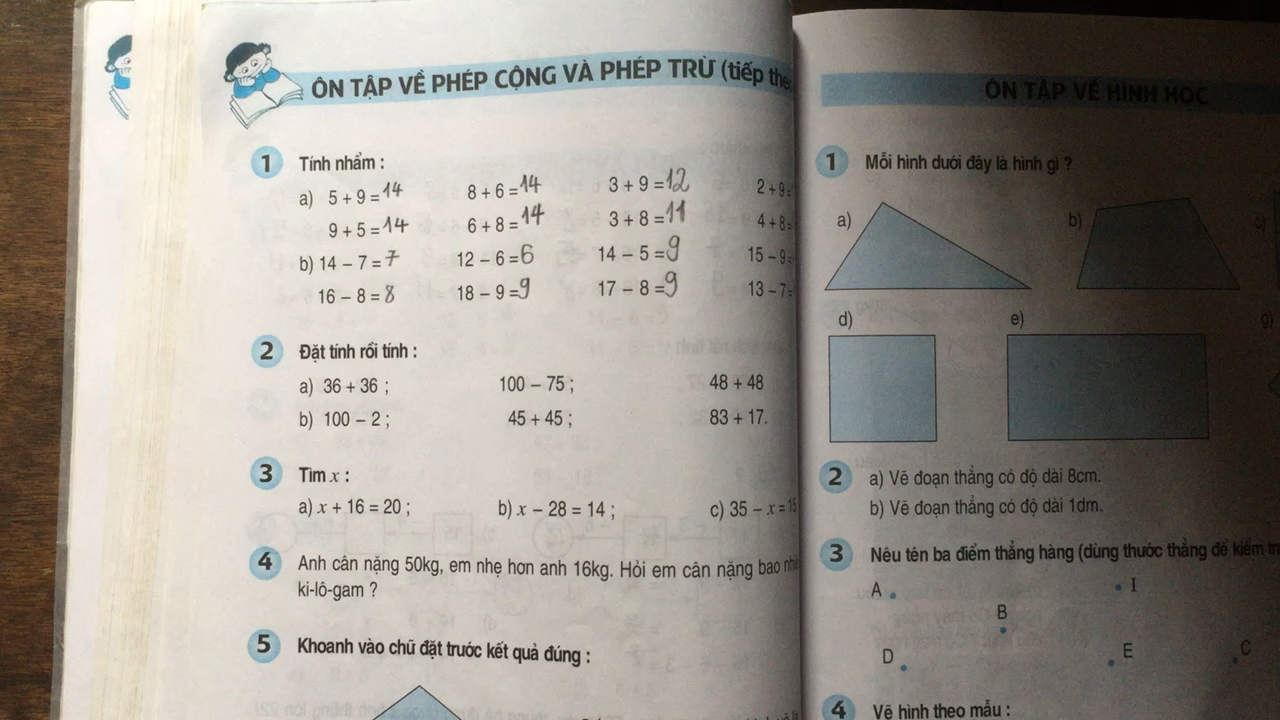 ÔN TẬP VỀ PHÉP CỘNG VÀ PHÉP TRỪ (tiếp
1 Tính nhẩm :
a) 5 + 9 = 14 8 + 6 = 14 3 + 9 = 12 2 + 9 =
9 + 5 = 14 6 + 8 = 14 3 + 8 = 11 4 + 8 =
b) 14 – 7 = 7 12 – 6 = 6 14 – 5 = 9 15 – 9 =
16 – 8 = 8 18 – 9 = 9 17 – 8 = 9 13 – 7 =
2 Đặt tính rồi tính :
a) 36 + 36 ; 100 – 75 ; 48 + 48
b) 100 – 2 ; 45 + 45 ; 83 + 17.
3 Tìm x :
a) x + 16 = 20 ; b) x – 28 = 14 ; c) 35 – x = 15
4 Anh cân nặng 50kg, em nhẹ hơn anh 16kg. Hỏi em cân nặng bao
ki-lô-gam ?
5 Khoanh vào chữ đặt trước kết quả đúng :
ÔN TẬP VỀ HÌNH HỌC
1 Mỗi hình dưới đây là hình gì ?
a) b)
d) e) g)
2 a) Vẽ đoạn thẳng có độ dài 8cm.
b) Vẽ đoạn thẳng có độ dài 1dm.
3 Nêu tên ba điểm thẳng hàng (dùng thước thẳng để kiểm
A I
B
D E C
4 Vẽ hình theo mẫu :